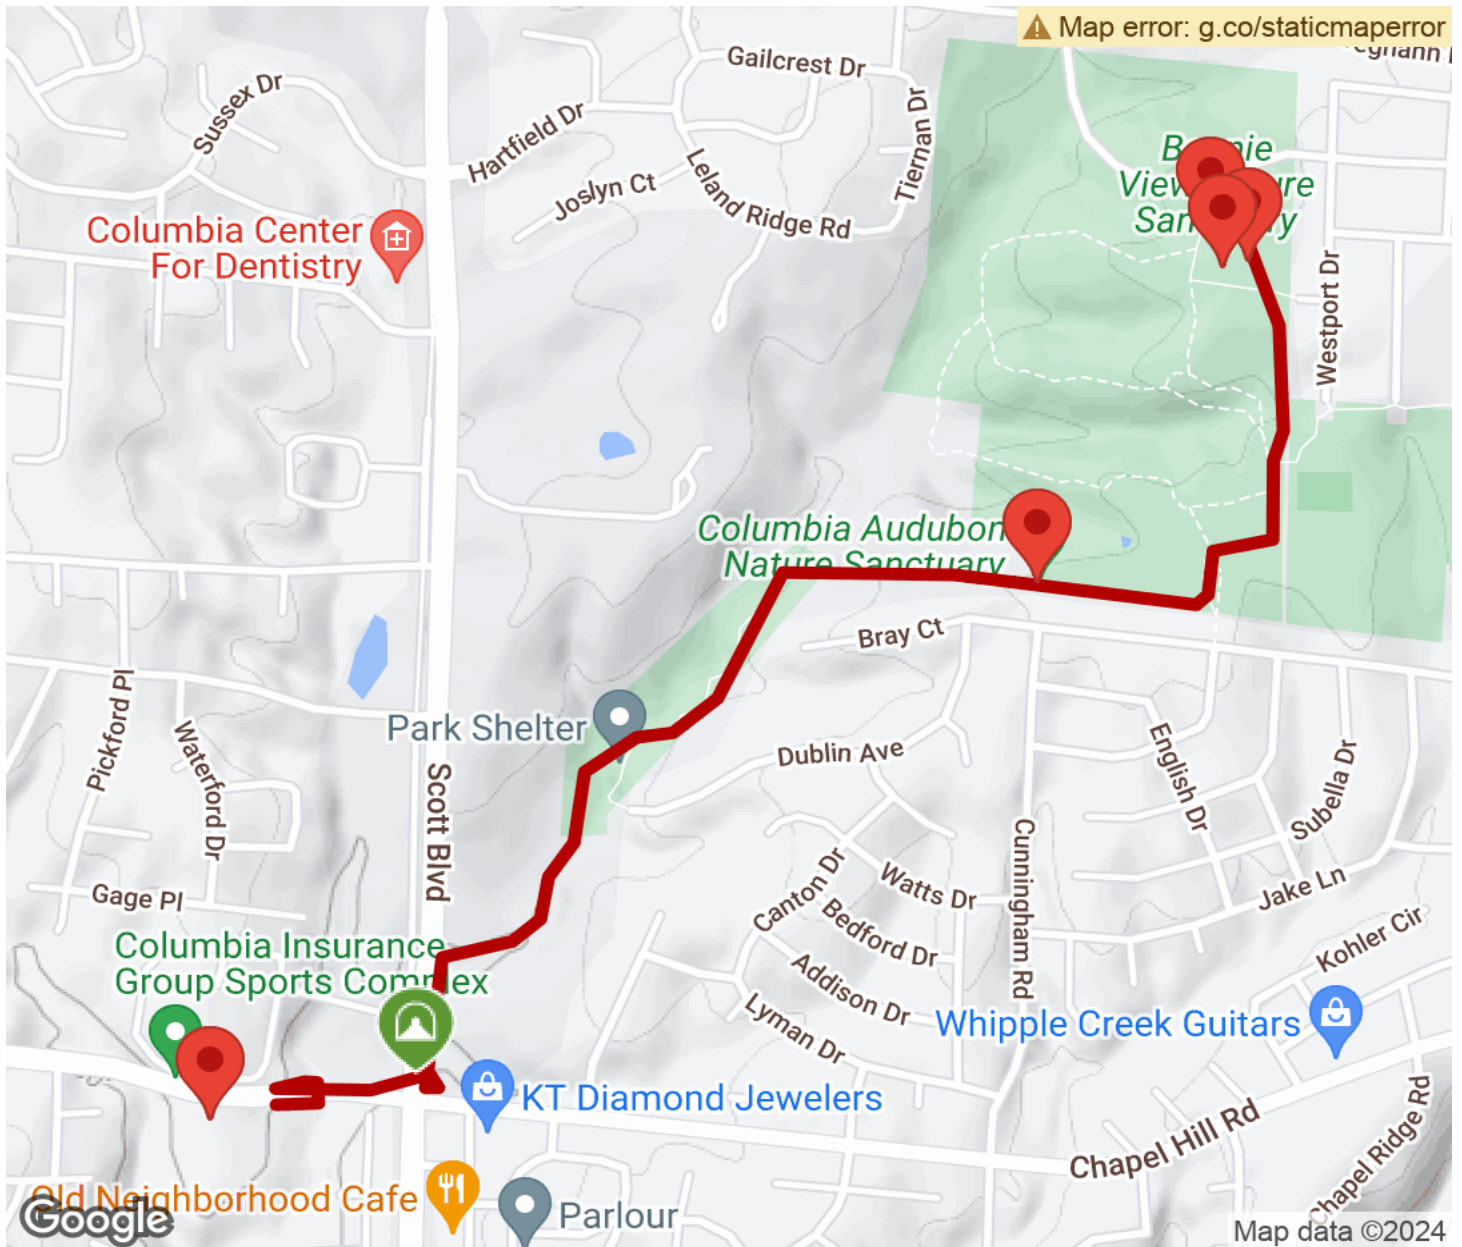 Map error: g.co/staticmaperror
Gailcrest Dr
Sussex Dr
Hartfield Dr
Tiernan Dr
Joslyn Ct
Leland Ridge Rd
Columbia Center
For Dentistry
Westport Dr
Columbia Audubon
Nature Sanctuary
Bray Ct
Park Shelter
Pickford Pl
Waterford Dr
Scott Blvd
Dublin Ave
English Dr
Subella Dr
Cunningham Rd
Canton Dr
Watts Dr
Jake Ln
Gage Pl
Bedford Dr
Kohler Cir
Columbia Insurance
Group Sports Complex
Addison Dr
Lyman Dr
Whipple Creek Guitars
KT Diamond Jewelers
Chapel Hill Rd
Chapel Ridge Rd
Old Neighborhood Cafe
Parlour
Google
Map data ©2024